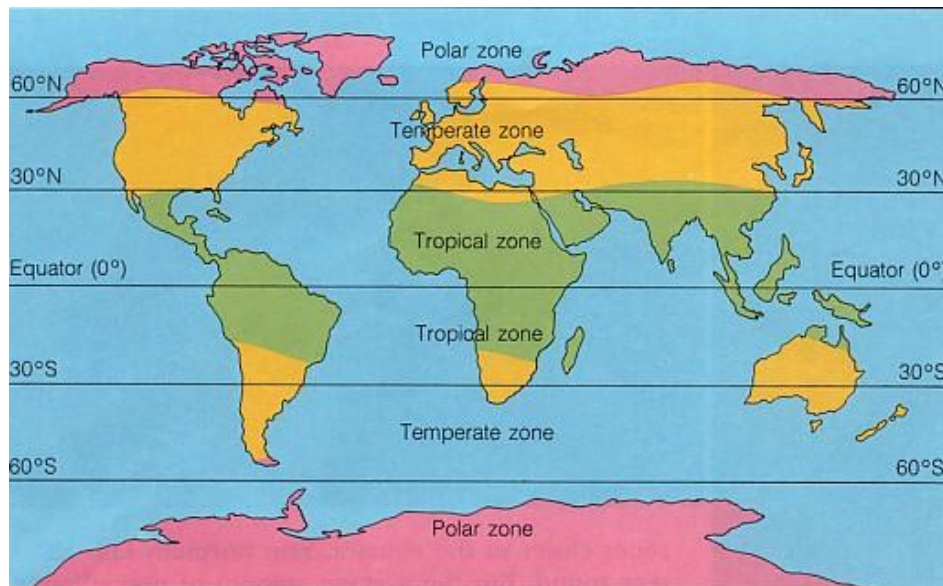 Polar zone
60°N
60°N
Temperate zone
30°N
30°N
Tropical zone
Equator (0°)
Equator (0°)
Tropical zone
30°S
30°S
Temperate zone
60°S
60°S
Polar zone